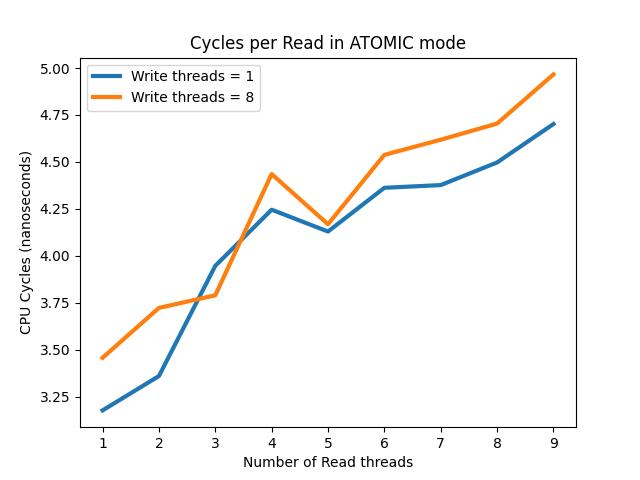 Cycles per Read in ATOMIC mode
Write threads = 1
Write threads = 8
5.00
4.75
4.50
4.25
4.00
3.75
3.50
3.25
CPU Cycles (nanoseconds)
1 2 3 4 5 6 7 8 9
Number of Read threads